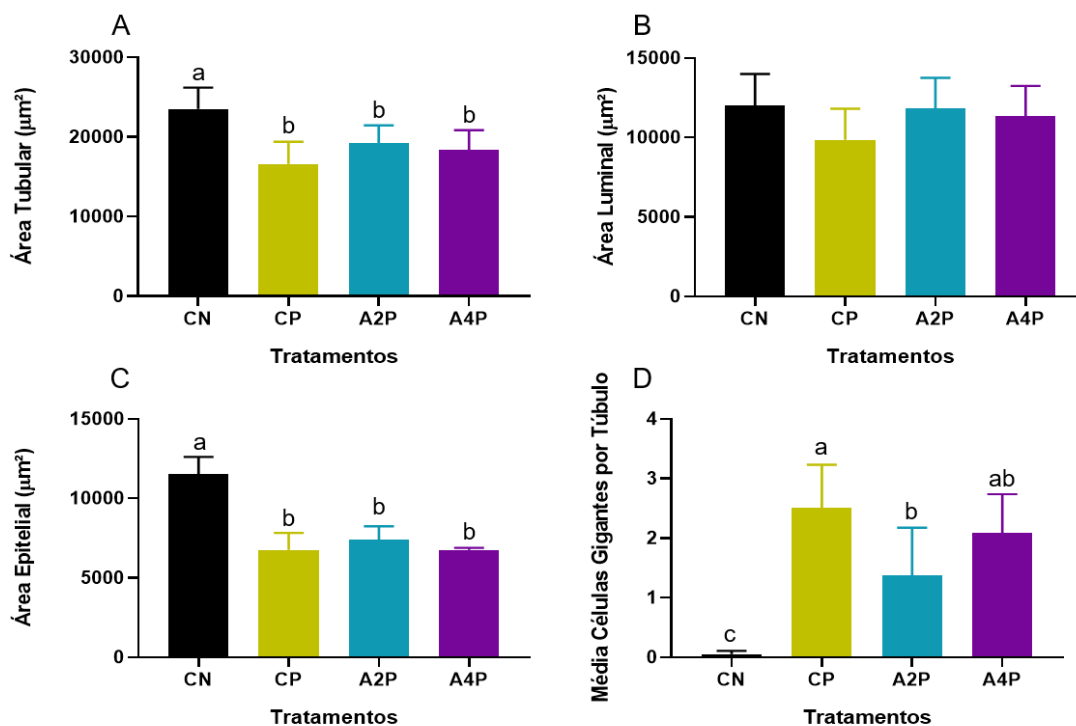 A
Área Tubular (µm²)
30000
20000
10000
0
a
b
b
b
CN
CP
A2P
A4P
Tratamentos
B
Área Luminal (µm²)
15000
10000
5000
0
CN
CP
A2P
A4P
Tratamentos
C
Área Epitelial (µm²)
15000
10000
5000
0
a
b
b
b
CN
CP
A2P
A4P
Tratamentos
D
Média Células Gigantes por Túbulo
4
3
2
1
0
c
a
b
ab
CN
CP
A2P
A4P
Tratamentos